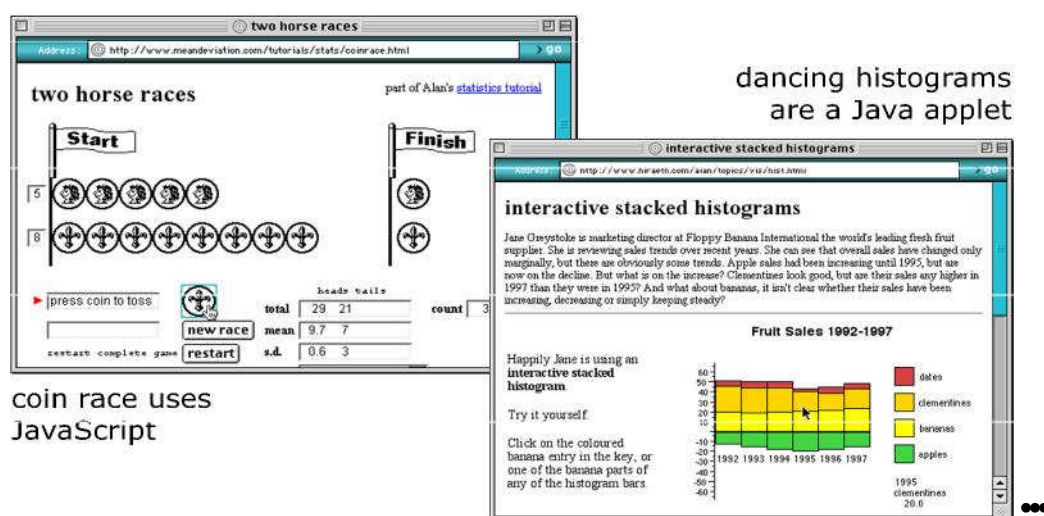 two horse races
Address: http://www.meandeviation.com/tutorials/stats/coinrace.html
> go
two horse races
part of Alan's statistics tutorial
Start
Finish
5
8
press coin to toss
new race
restart complete game
restart
heads tails
total 29 21
count 3
mean 9.7 7
s.d. 0.6 3
coin race uses
JavaScript
dancing histograms
are a Java applet
interactive stacked histograms
Address: http://www.hiraeth.com/alan/topics/vis/hist.html
> go
interactive stacked histograms
Jane Greystoke is marketing director at Floppy Banana International the world's leading fresh fruit
supplier. She is reviewing sales trends over recent years. She can see that overall sales have changed only
marginally, but there are obviously some trends. Apple sales had been increasing until 1995, but are
now on the decline. But what is on the increase? Clementines look good, but are their sales any higher in
1997 than they were in 1995? And what about bananas, it isn't clear whether their sales have been
increasing, decreasing or simply keeping steady?
Fruit Sales 1992-1997
Happily Jane is using an
interactive stacked
histogram.
Try it yourself.
Click on the coloured
banana entry in the key, or
one of the banana parts of
any of the histogram bars.
60
50
40
30
20
10
-10
-20
-30
-40
-50
-60
1992 1993 1994 1995 1996 1997
dates
clementines
bananas
apples
1995
clementines
20.0